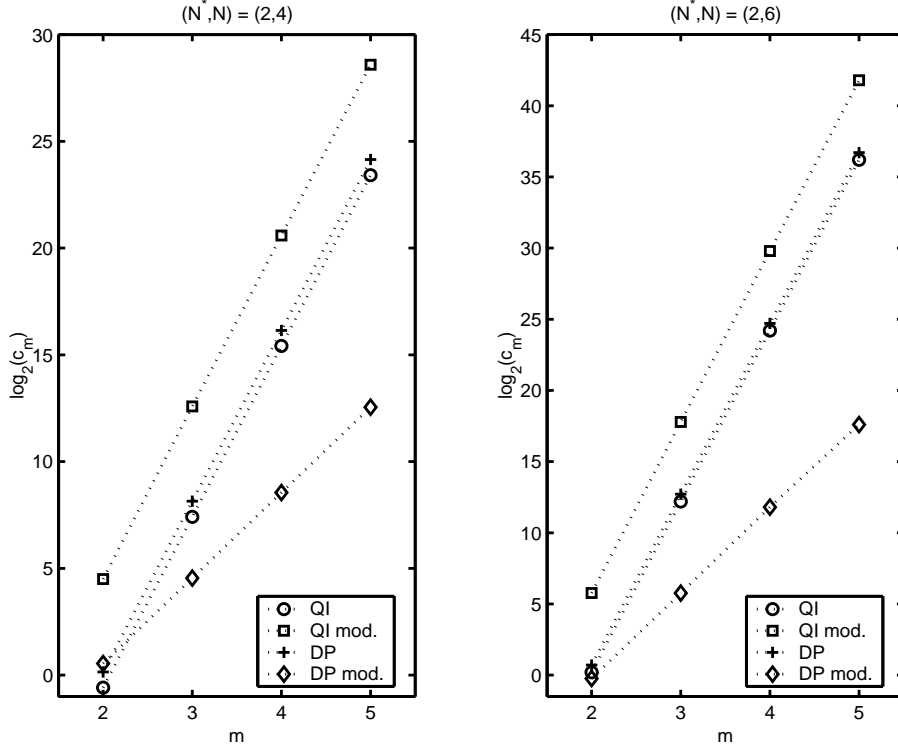 (N*,N) = (2,4)
30
25
20
15
10
5
0
log2(cm)
2 3 4 5
m
QI
QI mod.
DP
DP mod.
(N*,N) = (2,6)
45
40
35
30
25
20
15
10
5
0
log2(cm)
2 3 4 5
m
QI
QI mod.
DP
DP mod.